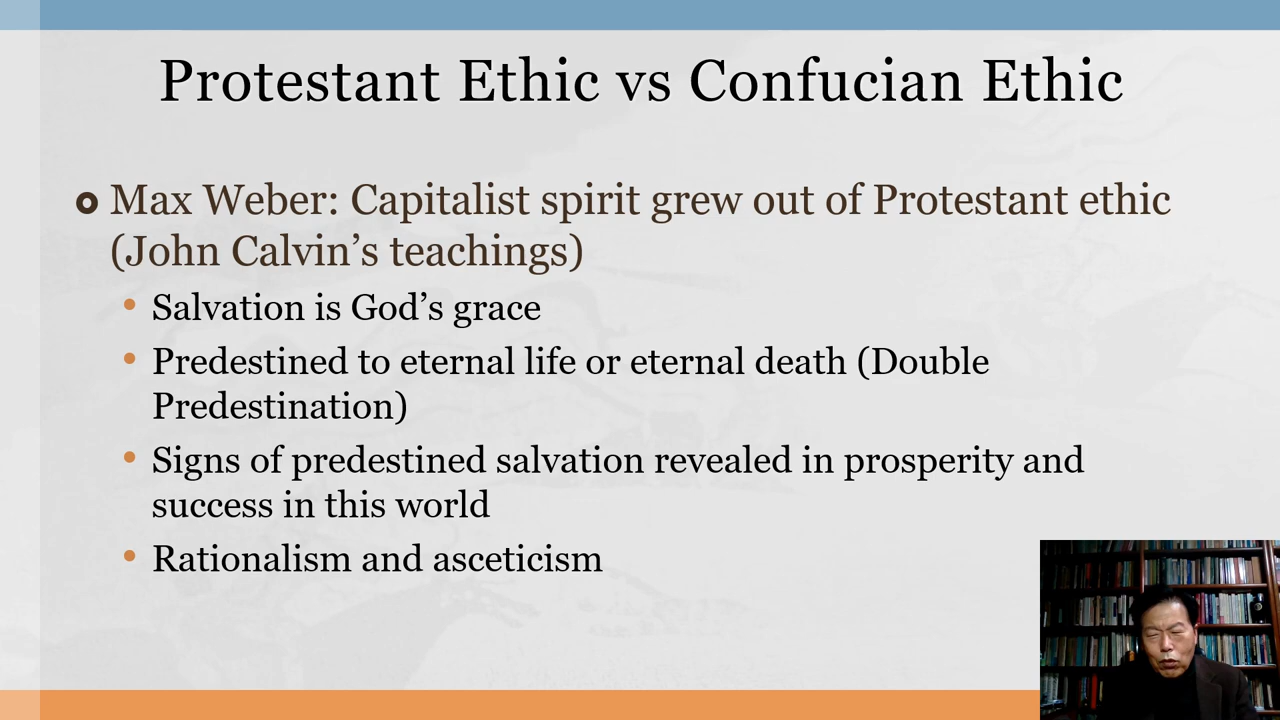 Protestant Ethic vs Confucian Ethic
Max Weber: Capitalist spirit grew out of Protestant ethic
(John Calvin’s teachings)
Salvation is God’s grace
Predestined to eternal life or eternal death (Double
Predestination)
Signs of predestined salvation revealed in prosperity and
success in this world
Rationalism and asceticism